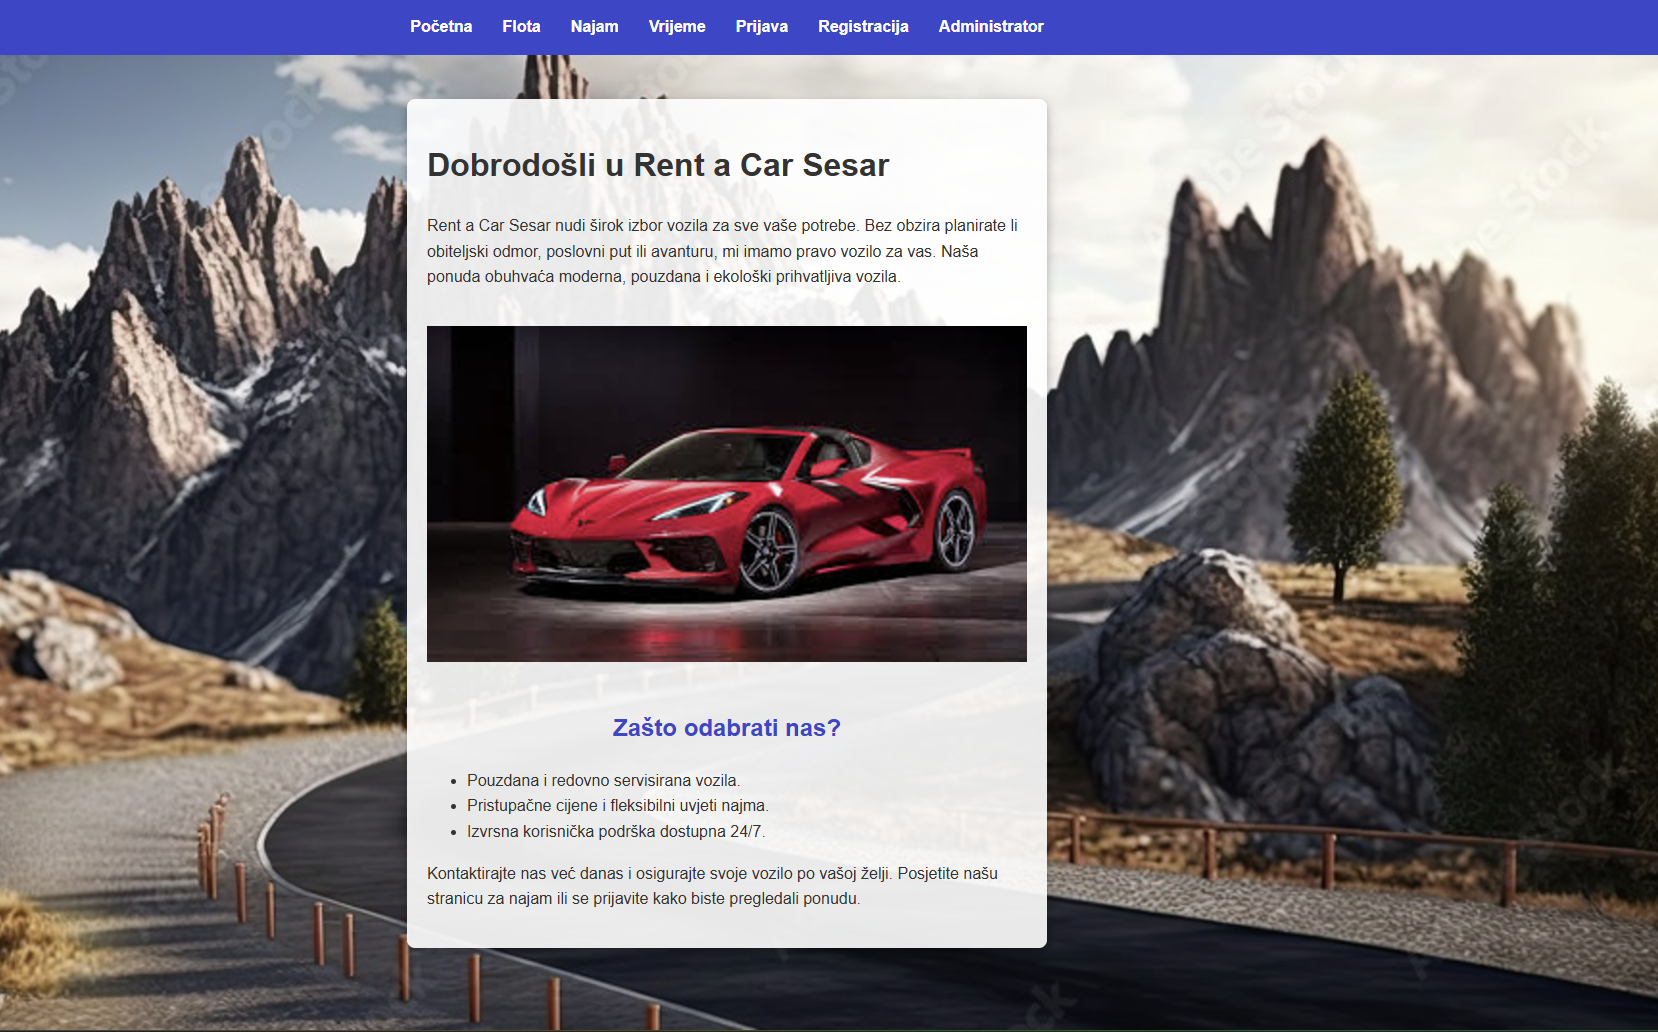 Početna Flota Najam Vrijeme Prijava Registracija Administrator
Dobrodošli u Rent a Car Sesar
Rent a Car Sesar nudi širok izbor vozila za sve vaše potrebe. Bez obzira planirate li
obiteljski odmor, poslovni put ili avanturu, mi imamo pravo vozilo za vas. Naša
ponuda obuhvaća moderna, pouzdana i ekološki prihvatljiva vozila.
Zašto odabrati nas?
Pouzdana i redovno servisirana vozila.
Pristupačne cijene i fleksibilni uvjeti najma.
Izvrsna korisnička podrška dostupna 24/7.
Kontaktirajte nas već danas i osigurajte svoje vozilo po vašoj želji. Posjetite našu
stranicu za najam ili se prijavite kako biste pregledali ponudu.